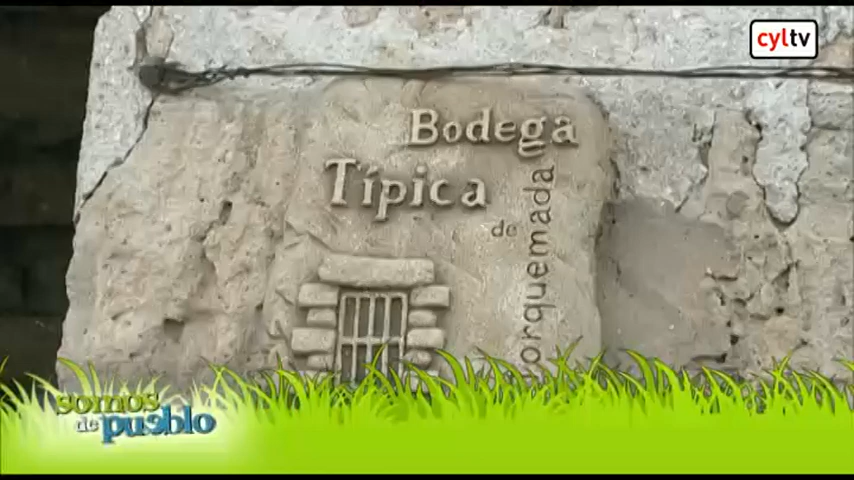 cyltv
Bodega
Típica
de
orquemada
somos
de pueblo